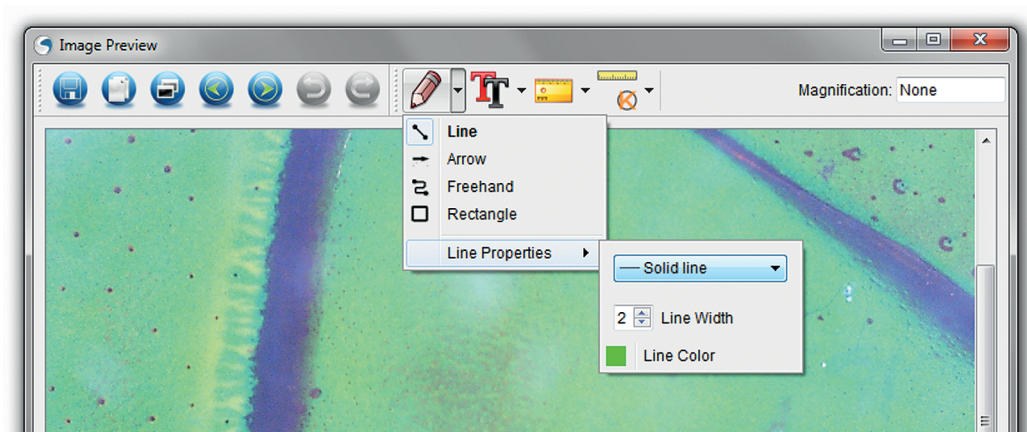 Image Preview
Magnification: None
Line
Arrow
Freehand
Rectangle
Line Properties
Solid line
2 Line Width
Line Color